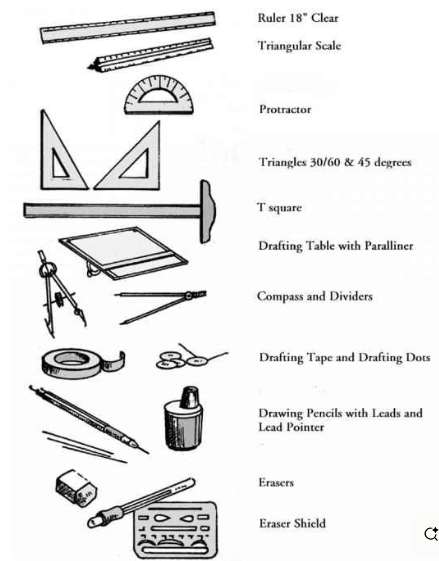 Ruler 18" Clear
Triangular Scale
Protractor
Triangles 30/60 & 45 degrees
T square
Drafting Table with Paralliner
Compass and Dividers
Drafting Tape and Drafting Dots
Drawing Pencils with Leads and
Lead Pointer
Erasers
Eraser Shield